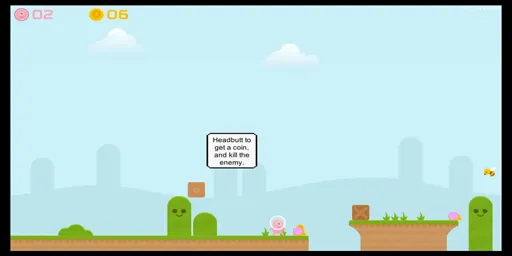 02 06
Headbutt to
get a coin,
and kill the
enemy.